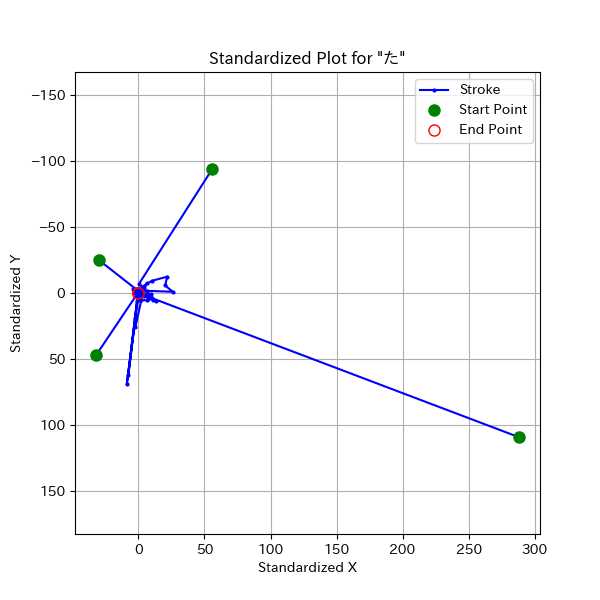 Standardized Plot for "た"
Stroke
Start Point
End Point
Standardized Y
−150
−100
−50
0
50
100
150
0 50 100 150 200 250 300
Standardized X